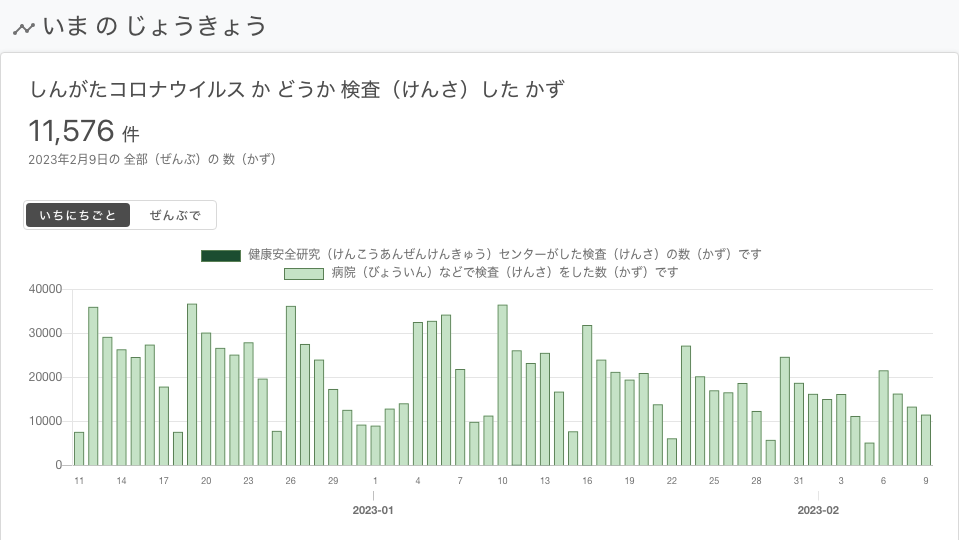 いま の じょうきょう
しんがたコロナウイルス か どうか 検査（けんさ）した かず
11,576 件
2023年2月9日の 全部（ぜんぶ）の 数（かず）
いちにちごと ぜんぶで
健康安全研究（けんこうあんぜんけんきゅう）センターがした検査（けんさ）の数（かず）です
病院（びょういん）などで検査（けんさ）をした数（かず）です
40000
30000
20000
10000
0
11 14 17 20 23 26 29 1 4 7 10 13 16 19 22 25 28 31 3 6 9
2023-01 2023-02